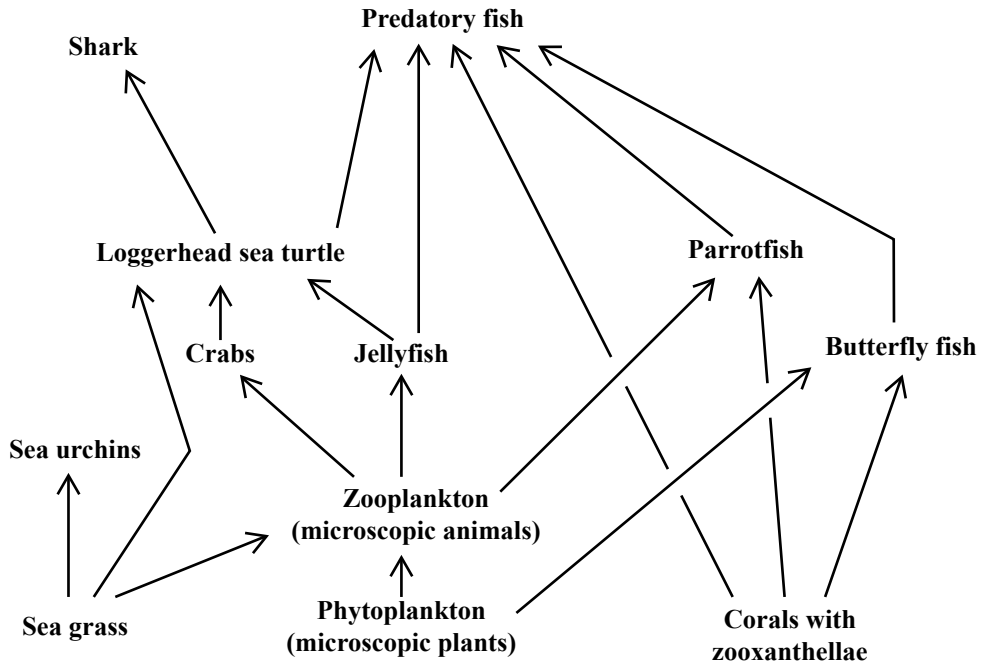 Predatory fish
Shark
Loggerhead sea turtle
Parrotfish
Crabs
Jellyfish
Butterfly fish
Sea urchins
Zooplankton
(microscopic animals)
Sea grass
Phytoplankton
(microscopic plants)
Corals with
zooxanthellae